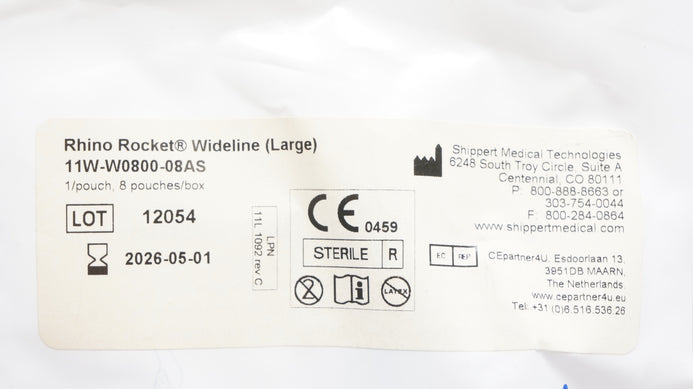 Rhino Rocket® Wideline (Large)
11W-W0800-08AS
1/pouch, 8 pouches/box
LOT 12054
2026-05-01
LPN
11L 1092 rev C
CE 0459
STERILE R
LATEX
Shippert Medical Technologies
6248 South Troy Circle, Suite A
Centennial, CO 80111
P: 800-888-8663 or
303-754-0044
F: 800-284-0864
www.shippertmedical.com
EC REP
CEpartner4U, Esdoorlaan 13,
3951DB MAARN,
The Netherlands.
www.cepartner4u.eu
Tel: +31 (0)6.516.536.26